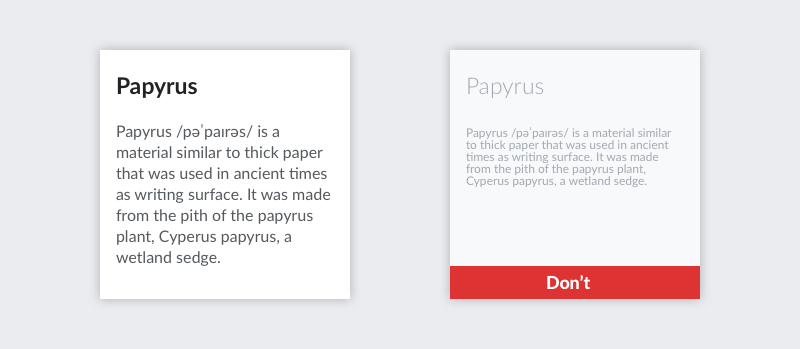 Papyrus
Papyrus /pəˈpaɪrəs/ is a
material similar to thick paper
that was used in ancient times
as writing surface. It was made
from the pith of the papyrus
plant, Cyperus papyrus, a
wetland sedge.
Papyrus
Papyrus /pəˈpaɪrəs/ is a material similar
to thick paper that was used in ancient
times as writing surface. It was made
from the pith of the papyrus plant,
Cyperus papyrus, a wetland sedge.
Don’t